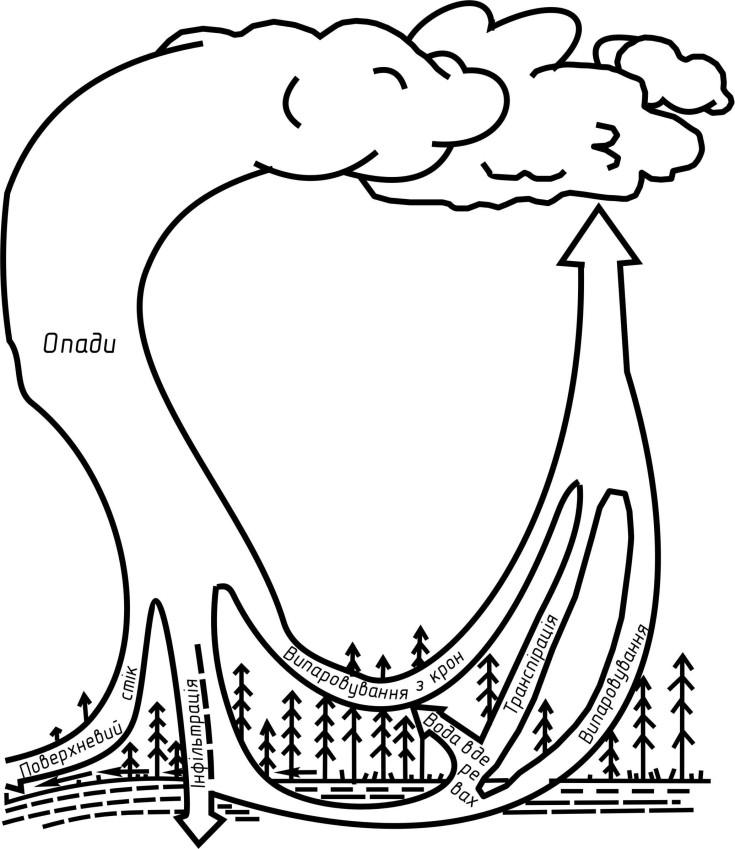 Опади
Випаровування з крон
Транспірація
Випаровування
Поверхневий стік
Інфільтрація
Вода в де
ре
вах